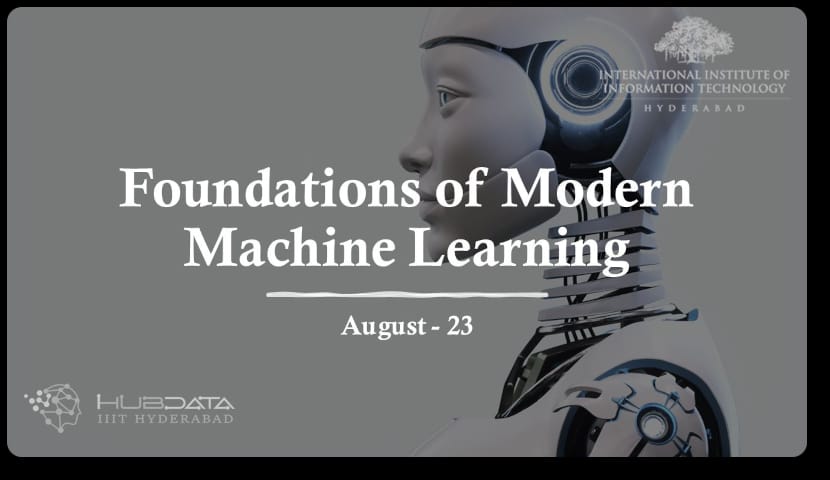 INTERNATIONAL INSTITUTE OF
INFORMATION TECHNOLOGY
HYDERABAD
Foundations of Modern
Machine Learning
August - 23
HUBDATA
IIIT HYDERABAD